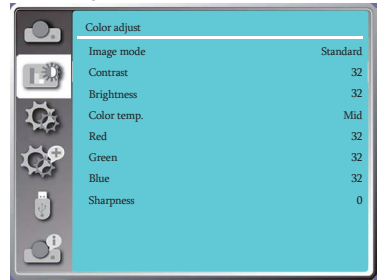 Color adjust
Image mode Standard
Contrast 32
Brightness 32
Color temp. Mid
Red 32
Green 32
Blue 32
Sharpness 0